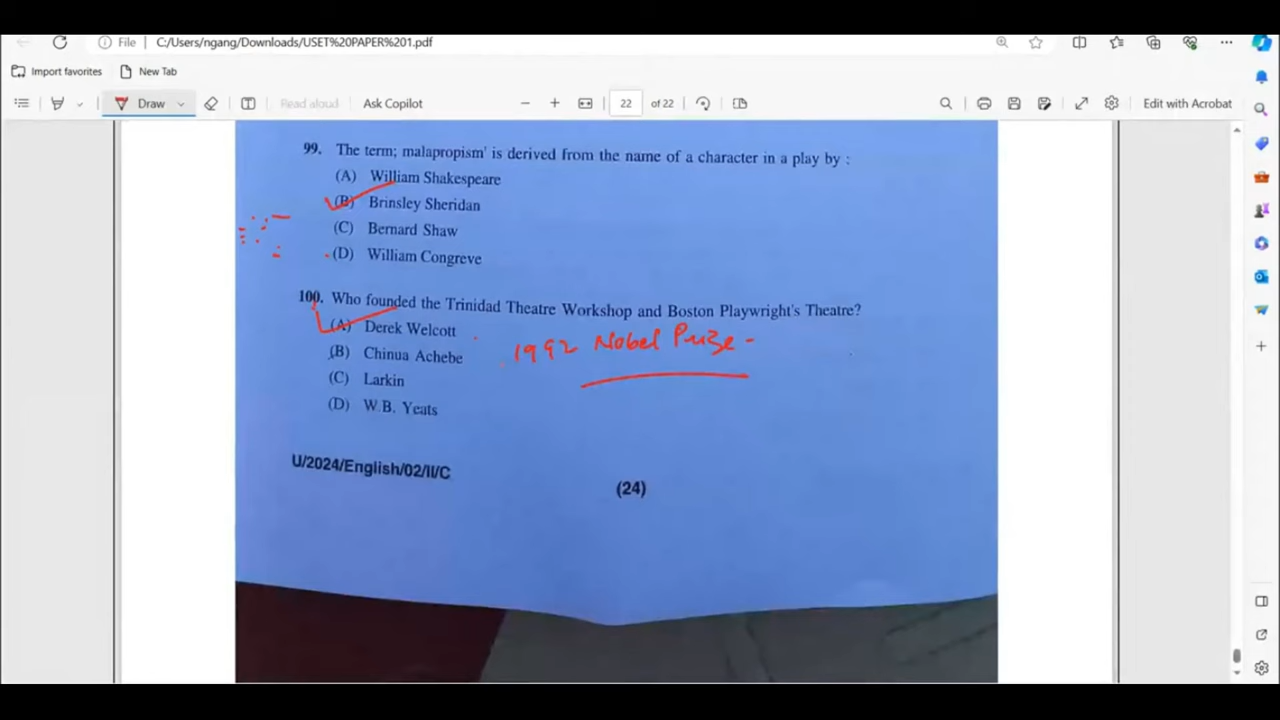 File C:/Users/ngang/Downloads/USET%20PAPER%201.pdf
Import favorites New Tab
Draw Read aloud Ask Copilot 22 of 22 Edit with Acrobat
99. The term; malapropism' is derived from the name of a character in a play by :
(A) William Shakespeare
(B) Brinsley Sheridan
(C) Bernard Shaw
(D) William Congreve
100. Who founded the Trinidad Theatre Workshop and Boston Playwright's Theatre?
(A) Derek Welcott
1992 Nobel Prize -
(B) Chinua Achebe
(C) Larkin
(D) W.B. Yeats
U/2024/English/02/II/C
(24)